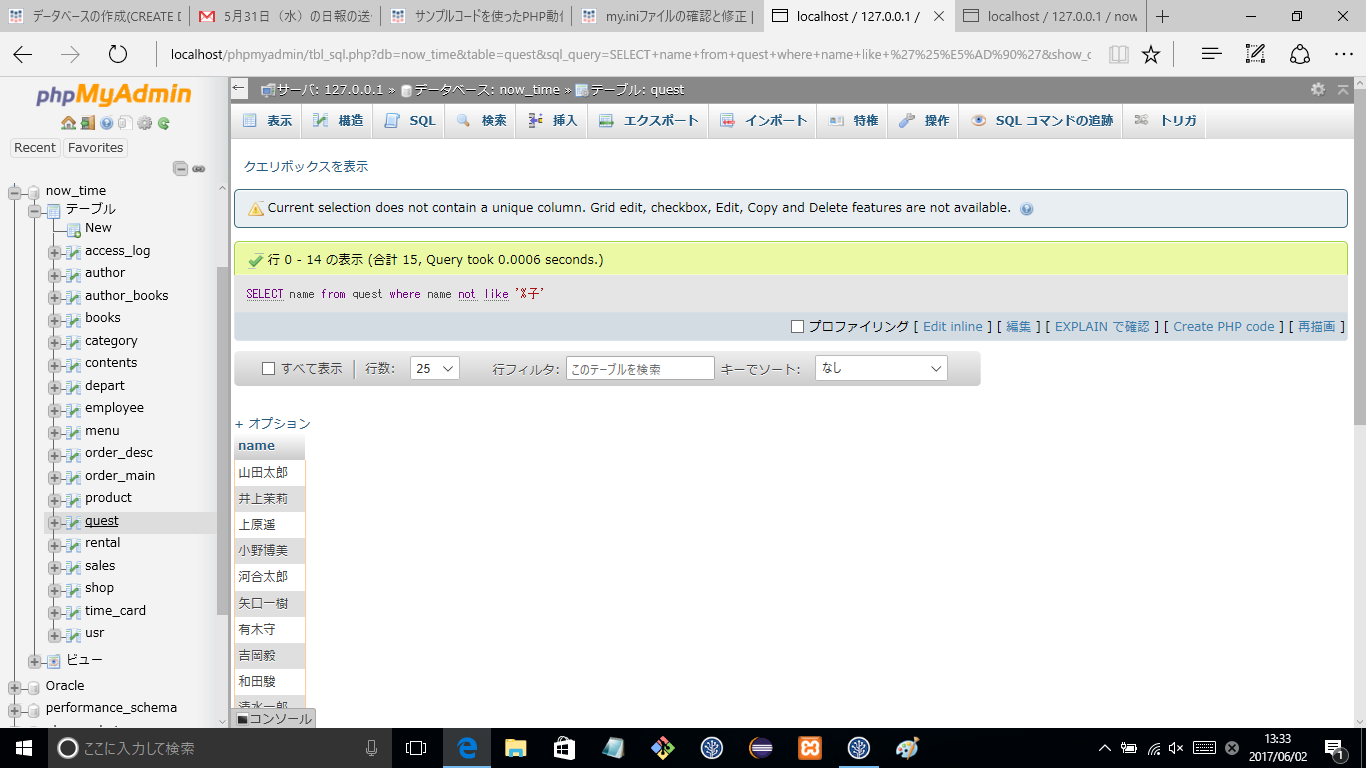 データベースの作成(CREATE D
5月31日（水）の日報の送付
サンプルコードを使ったPHP動作
my.iniファイルの確認と修正 |
localhost / 127.0.0.1 /
localhost / 127.0.0.1 / now
localhost/phpmyadmin/tbl_sql.php?db=now_time&table=quest&sql_query=SELECT+name+from+quest+where+name+like+%27%25%E5%AD%90%27&show_c
phpMyAdmin
Recent
Favorites
now_time
テーブル
New
access_log
author
author_books
books
category
contents
depart
employee
menu
order_desc
order_main
product
quest
rental
sales
shop
time_card
usr
ビュー
Oracle
performance_schema
サーバ: 127.0.0.1 » データベース: now_time » テーブル: quest
表示
構造
SQL
検索
挿入
エクスポート
インポート
特権
操作
SQL コマンドの追跡
トリガ
クエリボックスを表示
Current selection does not contain a unique column. Grid edit, checkbox, Edit, Copy and Delete features are not available.
行 0 - 14 の表示 (合計 15, Query took 0.0006 seconds.)
SELECT name from quest where name not like '%子'
プロファイリング [ Edit inline ] [ 編集 ] [ EXPLAIN で確認 ] [ Create PHP code ] [ 再描画 ]
すべて表示
行数:
25
行フィルタ:
このテーブルを検索
キーでソート:
なし
+ オプション
name
山田太郎
井上茉莉
上原遥
小野博美
河合太郎
矢口一樹
有木守
吉岡毅
和田駿
清水一郎
コンソール
ここに入力して検索
13:33
2017/06/02
1